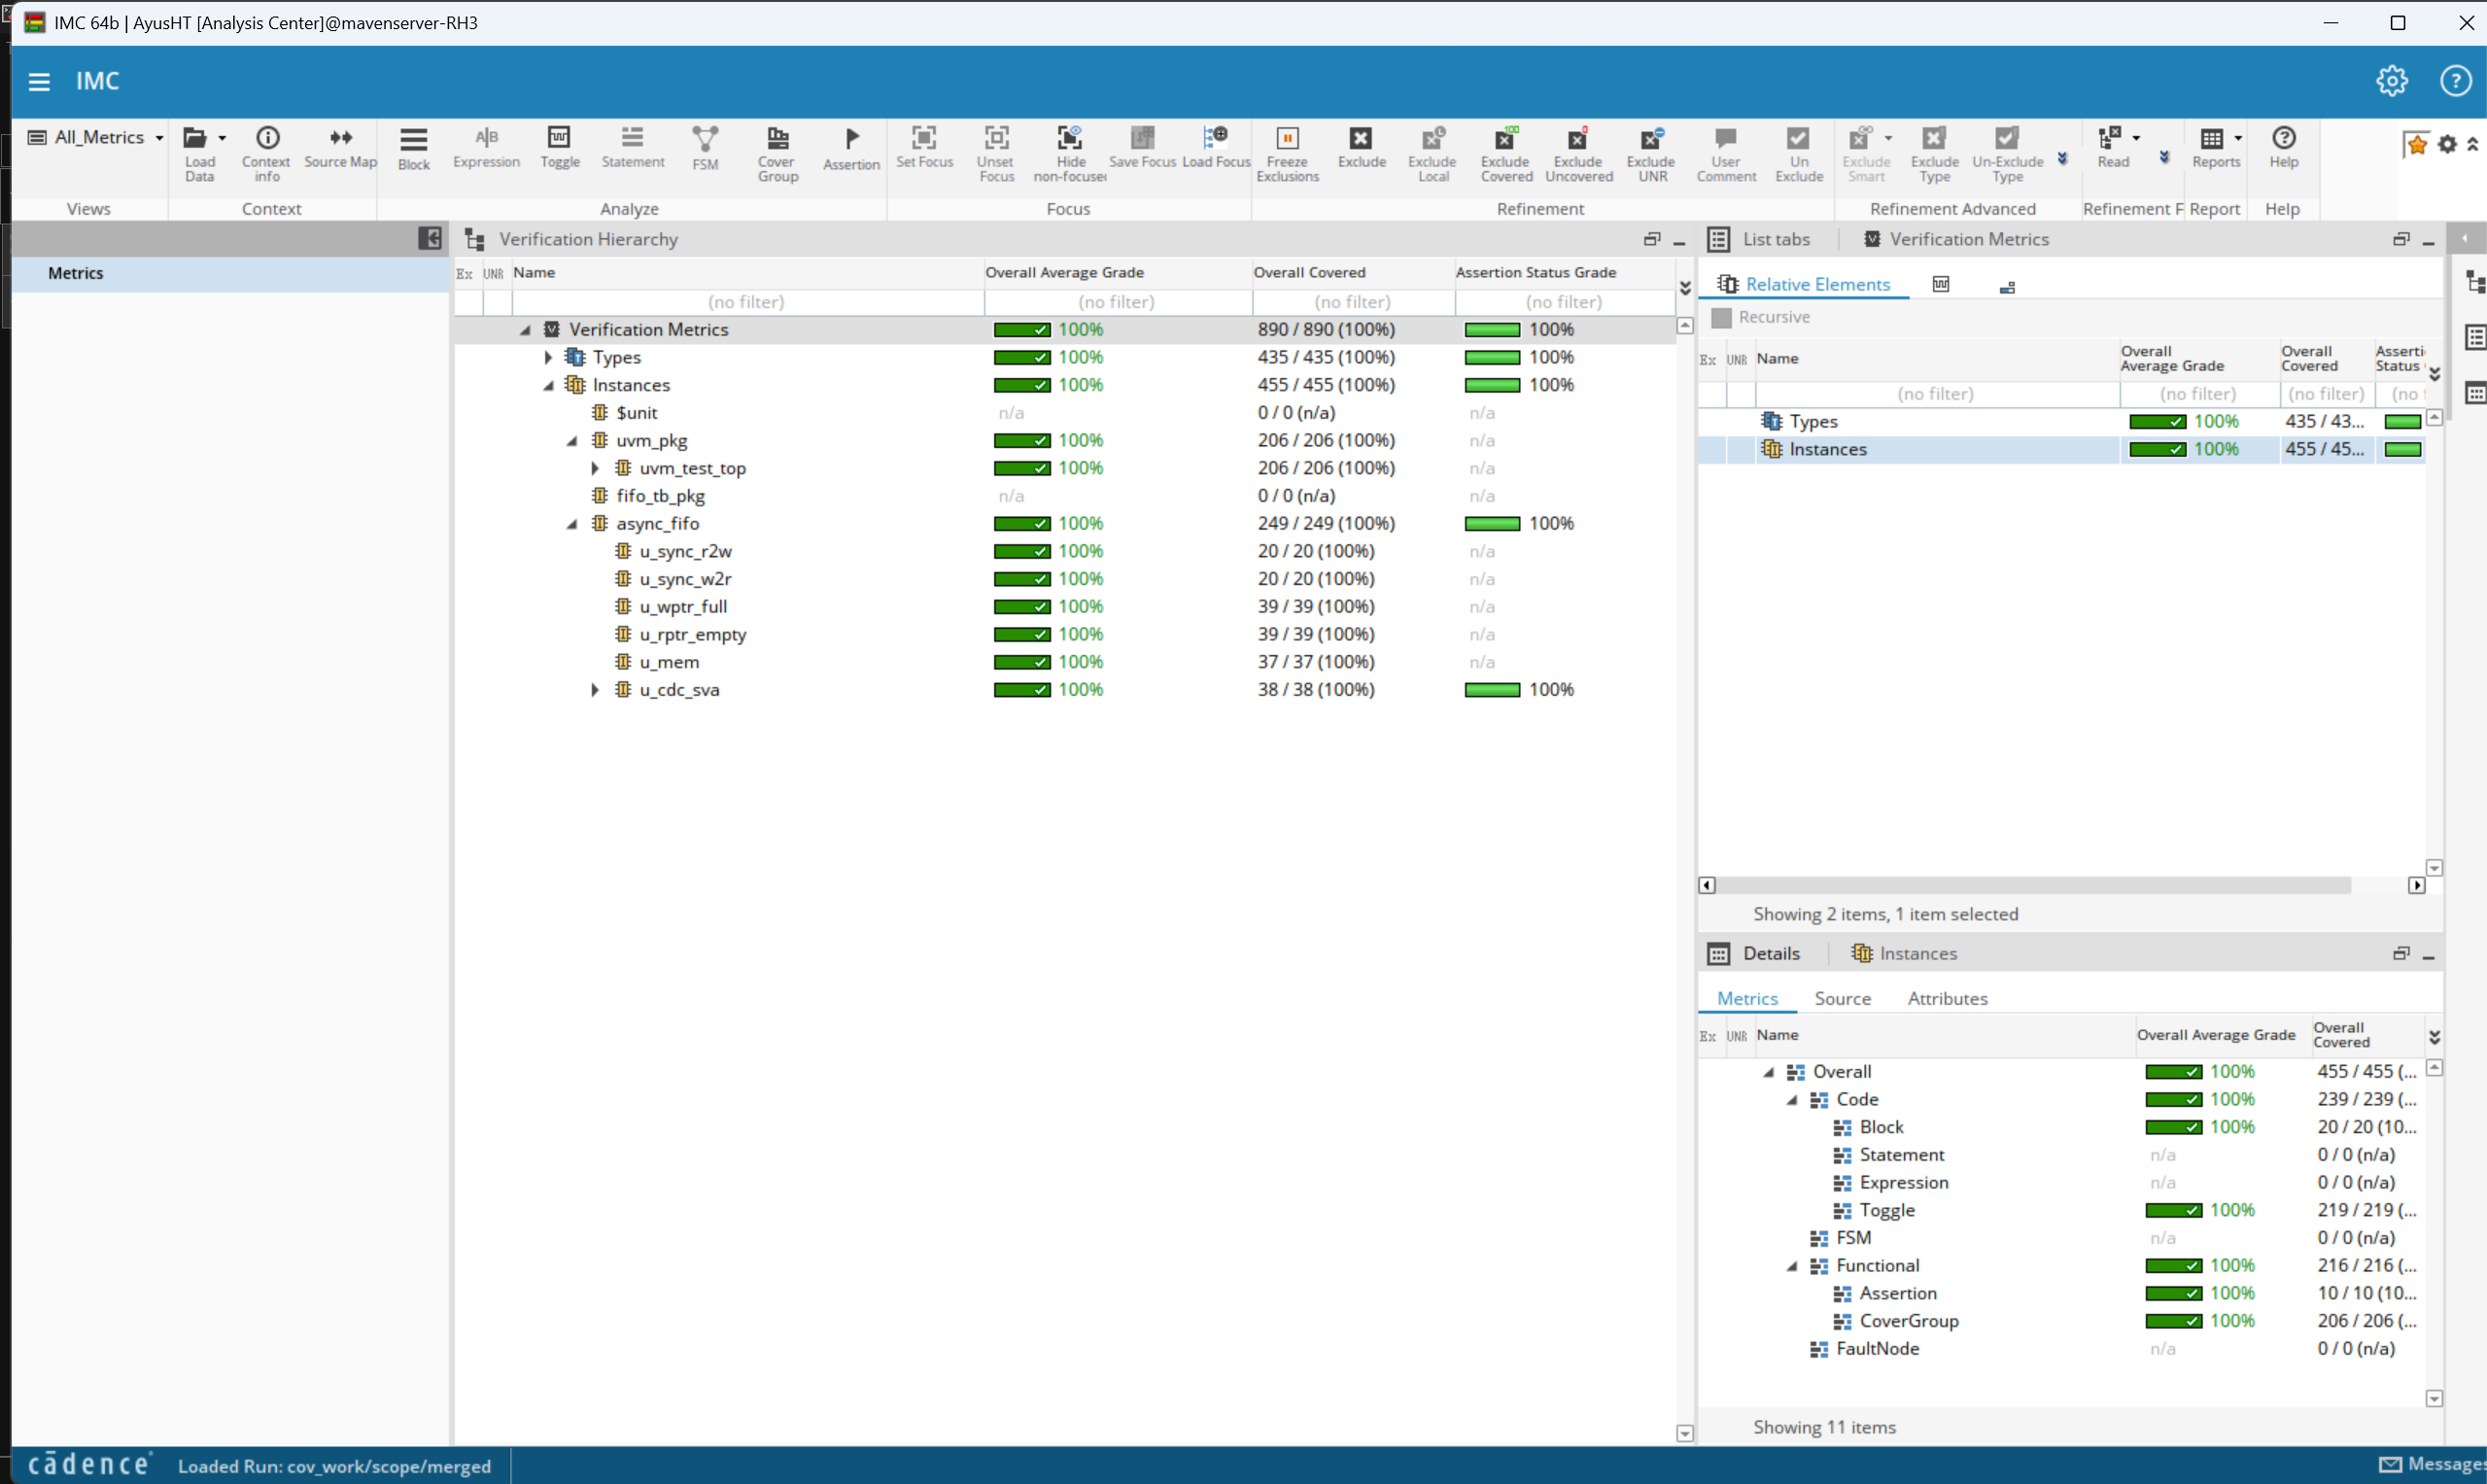 IMC 64b | AyusHT [Analysis Center]@mavenserver-RH3
IMC
All_Metrics
Load Data
Context info
Source Map
Block
Expression
Toggle
Statement
FSM
Cover Group
Assertion
Set Focus
Unset Focus
Hide non-focused
Save Focus
Load Focus
Freeze Exclusions
Exclude
Exclude Local
Exclude Covered
Exclude Uncovered
Exclude UNR
User Comment
Un Exclude
Exclude Smart
Exclude Type
Un-Exclude Type
Read
Reports
Help
Views
Context
Analyze
Focus
Refinement
Refinement Advanced
Refinement F
Report
Help
Metrics
Verification Hierarchy
Ex UNR Name Overall Average Grade Overall Covered Assertion Status Grade
(no filter) (no filter) (no filter) (no filter)
Verification Metrics 100% 890 / 890 (100%) 100%
Types 100% 435 / 435 (100%) 100%
Instances 100% 455 / 455 (100%) 100%
$unit n/a 0 / 0 (n/a) n/a
uvm_pkg 100% 206 / 206 (100%) n/a
uvm_test_top 100% 206 / 206 (100%) n/a
fifo_tb_pkg n/a 0 / 0 (n/a) n/a
async_fifo 100% 249 / 249 (100%) 100%
u_sync_r2w 100% 20 / 20 (100%) n/a
u_sync_w2r 100% 20 / 20 (100%) n/a
u_wptr_full 100% 39 / 39 (100%) n/a
u_rptr_empty 100% 39 / 39 (100%) n/a
u_mem 100% 37 / 37 (100%) n/a
u_cdc_sva 100% 38 / 38 (100%) 100%
List tabs Verification Metrics
Relative Elements
Recursive
Ex UNR Name Overall Average Grade Overall Covered Asserti Status
(no filter) (no filter) (no filter) (no
Types 100% 435 / 43...
Instances 100% 455 / 45...
Showing 2 items, 1 item selected
Details Instances
Metrics Source Attributes
Ex UNR Name Overall Average Grade Overall Covered
Overall 100% 455 / 455 (...
Code 100% 239 / 239 (...
Block 100% 20 / 20 (10...
Statement n/a 0 / 0 (n/a)
Expression n/a 0 / 0 (n/a)
Toggle 100% 219 / 219 (...
FSM n/a 0 / 0 (n/a)
Functional 100% 216 / 216 (...
Assertion 100% 10 / 10 (10...
CoverGroup 100% 206 / 206 (...
FaultNode n/a 0 / 0 (n/a)
Showing 11 items
cādence Loaded Run: cov_work/scope/merged
Messages